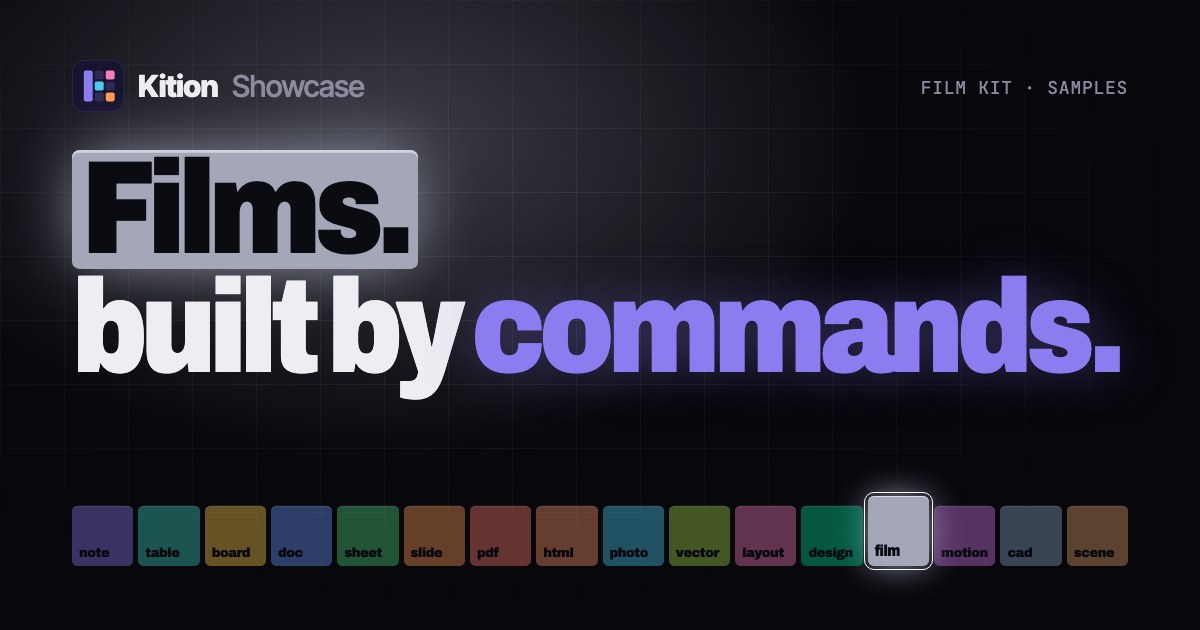 Kition Showcase
FILM KIT · SAMPLES
Films.
built by commands.
note table board doc sheet slide pdf html photo vector layout design film motion cad scene